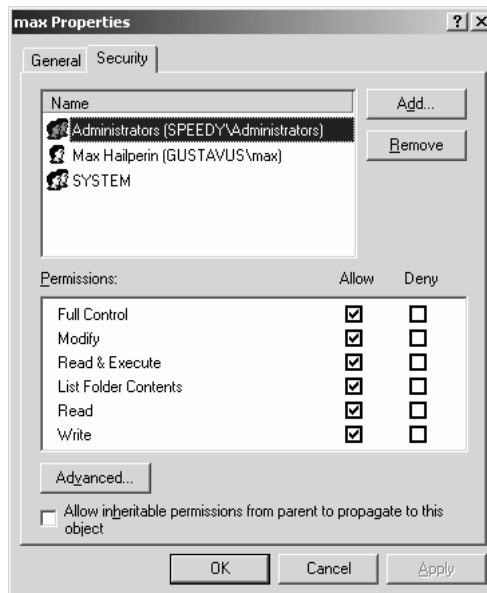 max Properties
General Security
Name
Add...
Administrators (SPEEDY\Administrators)
Max Hailperin (GUSTAVUS\max)
Remove
SYSTEM
Permissions: Allow Deny
Full Control
Modify
Read & Execute
List Folder Contents
Read
Write
Advanced...
Allow inheritable permissions from parent to propagate to this
object
OK Cancel Apply